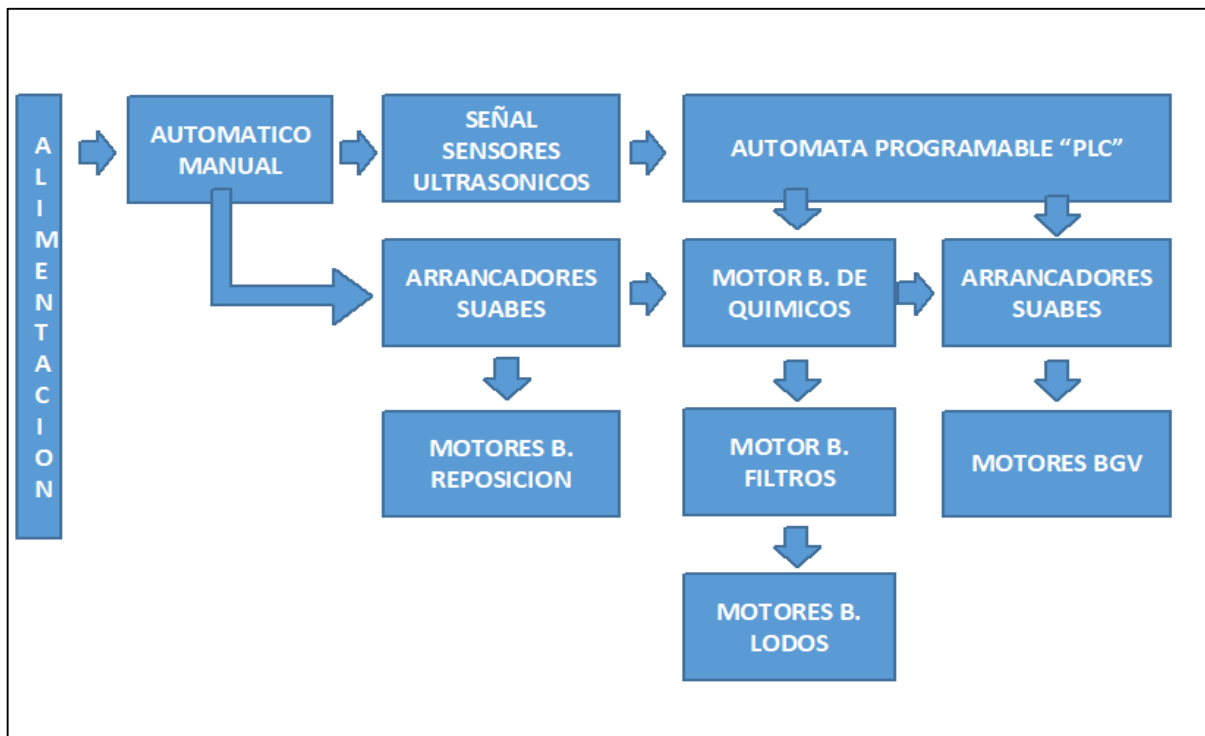 ALIMENTACION
AUTOMATICO
MANUAL
SEÑAL
SENSORES
ULTRASONICOS
AUTOMATA PROGRAMABLE “PLC”
ARRANCADORES
SUABES
MOTOR B. DE
QUIMICOS
ARRANCADORES
SUABES
MOTORES B.
REPOSICION
MOTOR B.
FILTROS
MOTORES BGV
MOTORES B.
LODOS